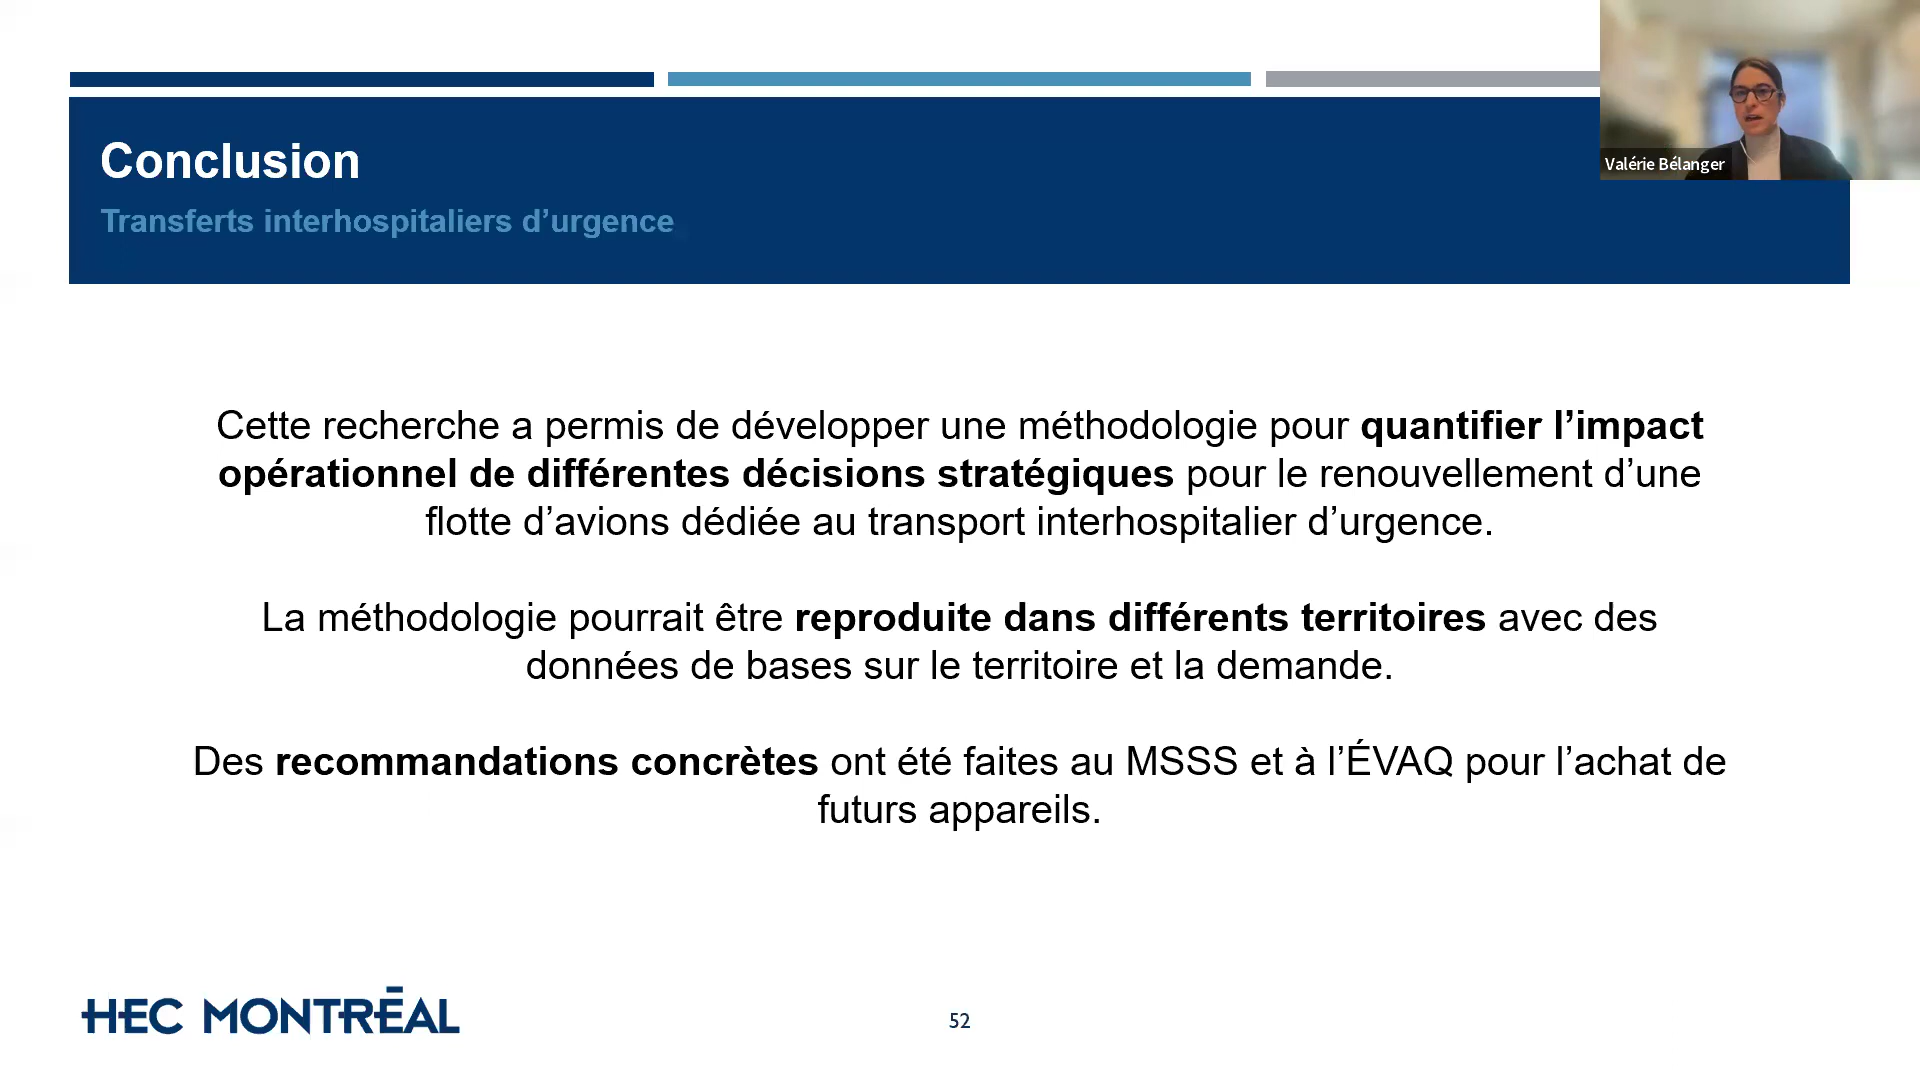 Valérie Bélanger
Conclusion
Transferts interhospitaliers d’urgence
Cette recherche a permis de développer une méthodologie pour quantifier l’impact
opérationnel de différentes décisions stratégiques pour le renouvellement d’une
flotte d’avions dédiée au transport interhospitalier d’urgence.
La méthodologie pourrait être reproduite dans différents territoires avec des
données de bases sur le territoire et la demande.
Des recommandations concrètes ont été faites au MSSS et à l’ÉVAQ pour l’achat de
futurs appareils.
HEC MONTRÉAL
52